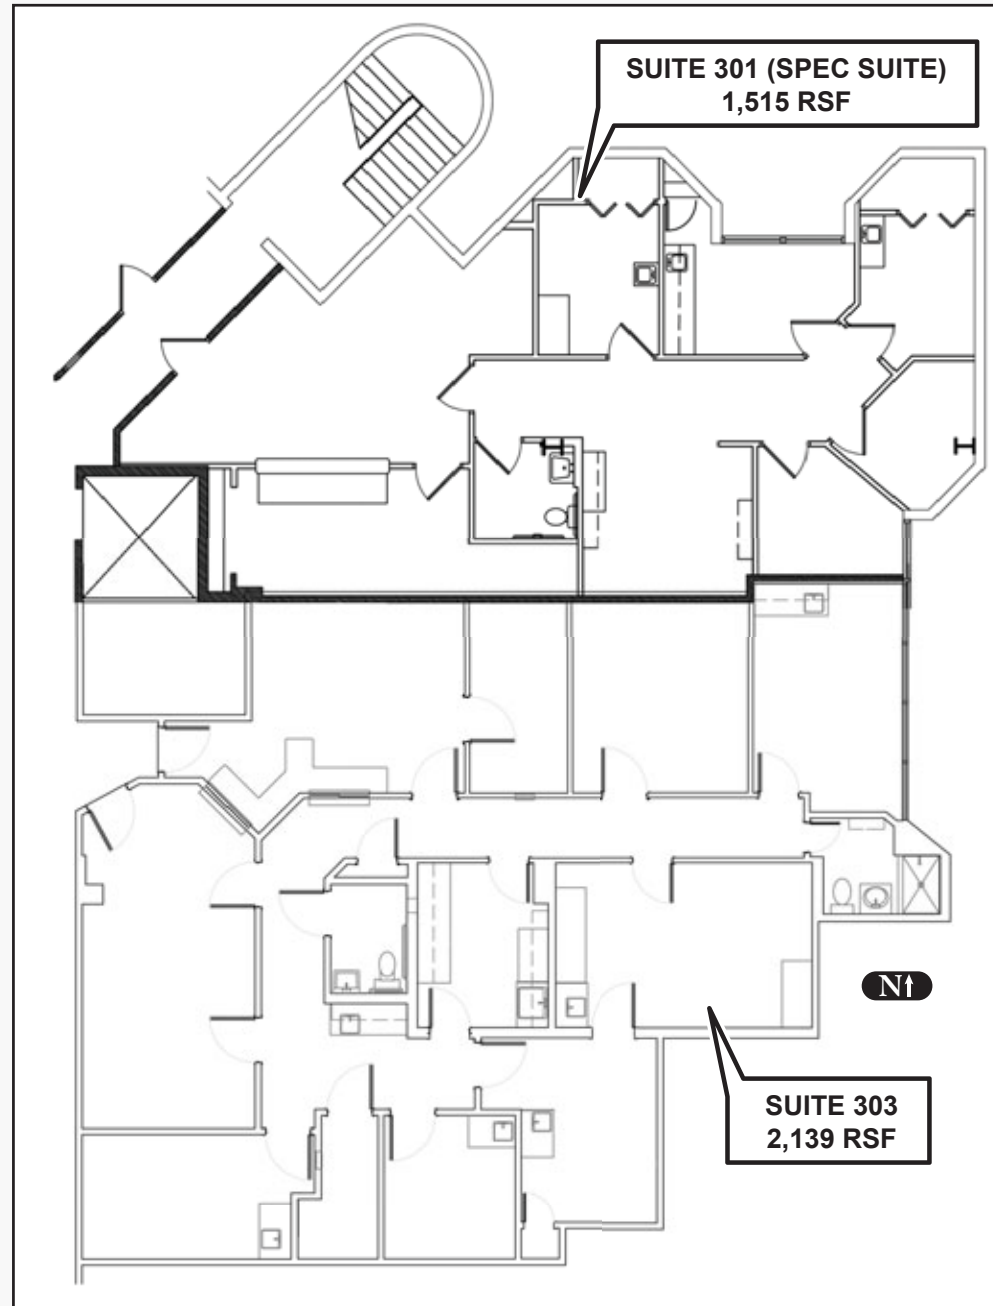 SUITE 301 (SPEC SUITE)
1,515 RSF
N↑
SUITE 303
2,139 RSF